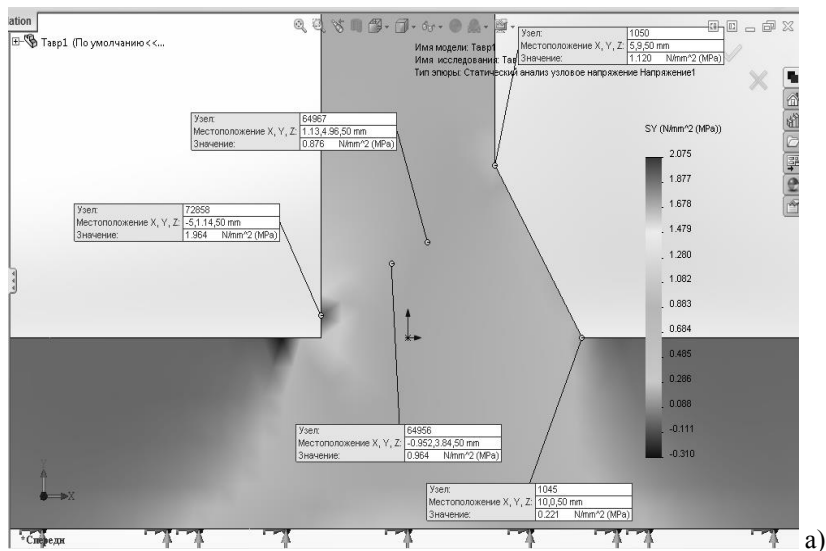 ation
Тавр1 (По умолчанию<<...
Имя модели: Тавр1
Имя исследования: Тав
Тип эпюры: Статический анализ узловое напряжение Напряжение1
Узел: 1050
Местоположение X, Y, Z: 5,9,50 mm
Значение: 1.120 N/mm^2 (MPa)
Узел: 64967
Местоположение X, Y, Z: 1.13,4.96,50 mm
Значение: 0.876 N/mm^2 (MPa)
Узел: 72858
Местоположение X, Y, Z: -5,1.14,50 mm
Значение: 1.964 N/mm^2 (MPa)
SY (N/mm^2 (MPa))
2.075
1.877
1.678
1.479
1.280
1.082
0.883
0.684
0.485
0.286
0.088
-0.111
-0.310
Узел: 64956
Местоположение X, Y, Z: -0.952,3.84,50 mm
Значение: 0.964 N/mm^2 (MPa)
Узел: 1045
Местоположение X, Y, Z: 10,0,50 mm
Значение: 0.221 N/mm^2 (MPa)
Y
X
*Спереди
а)